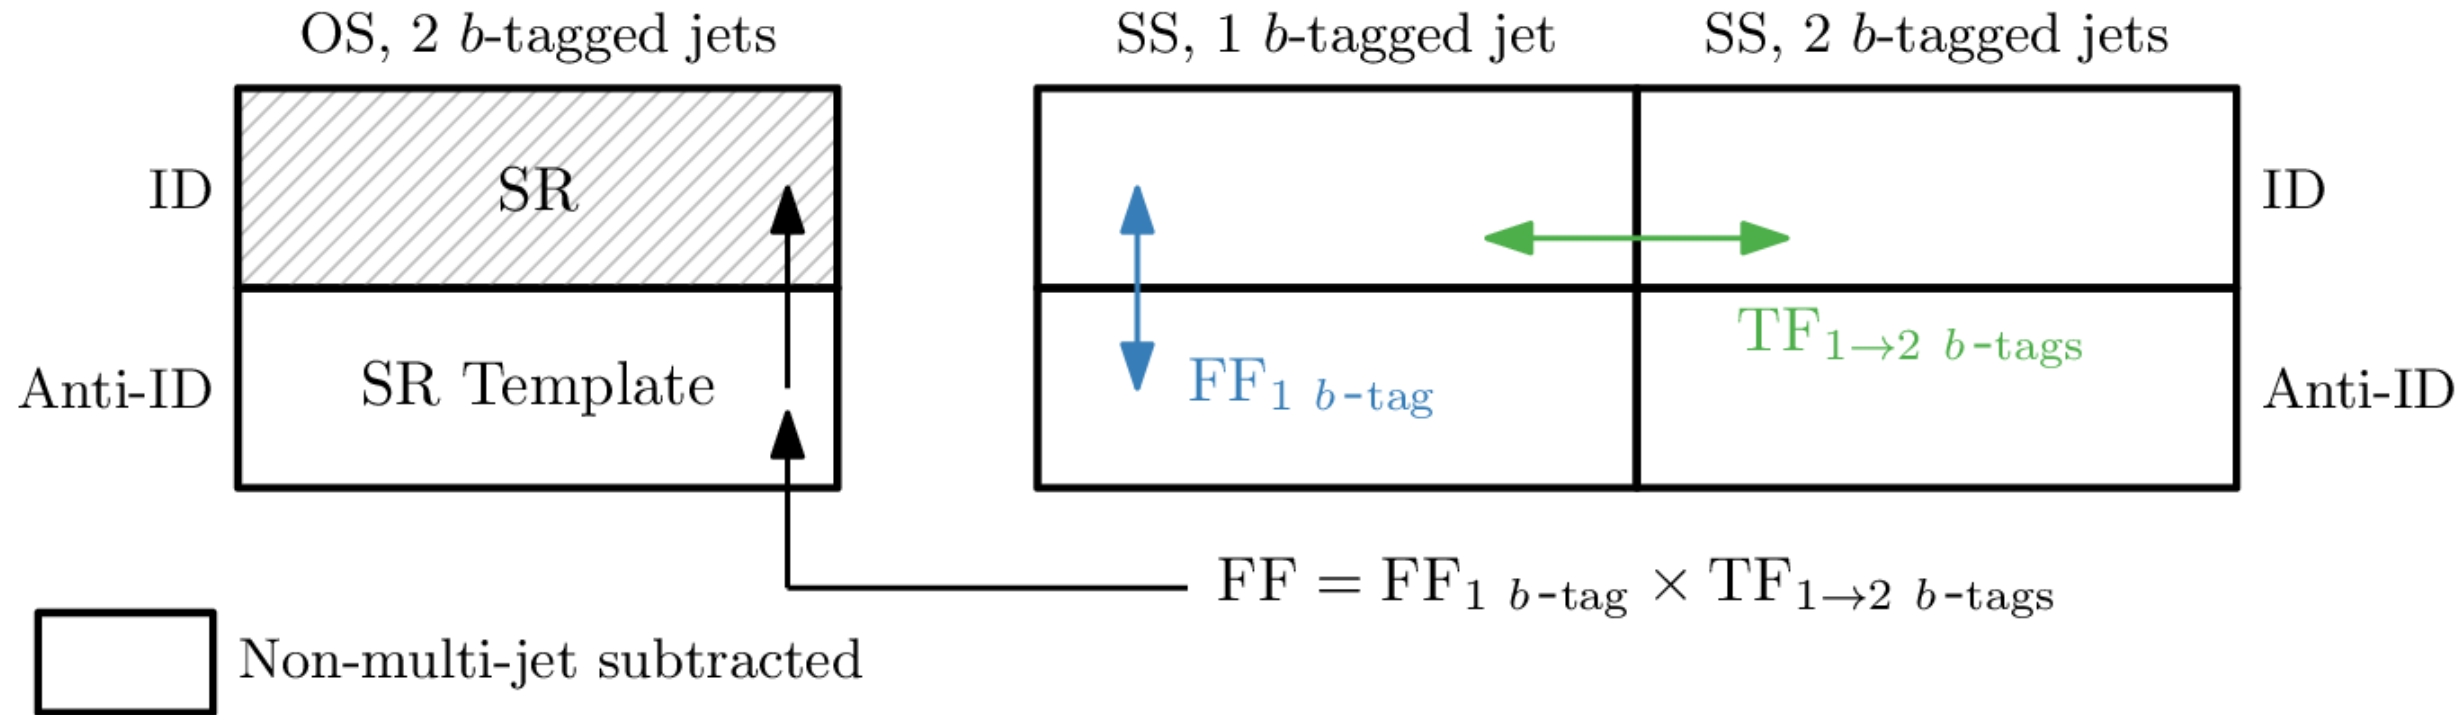 OS, 2 b-tagged jets
SS, 1 b-tagged jet
SS, 2 b-tagged jets
ID
SR
ID
Anti-ID
SR Template
FF1 b-tag
TF1→2 b-tags
Anti-ID
FF = FF1 b-tag × TF1→2 b-tags
Non-multi-jet subtracted